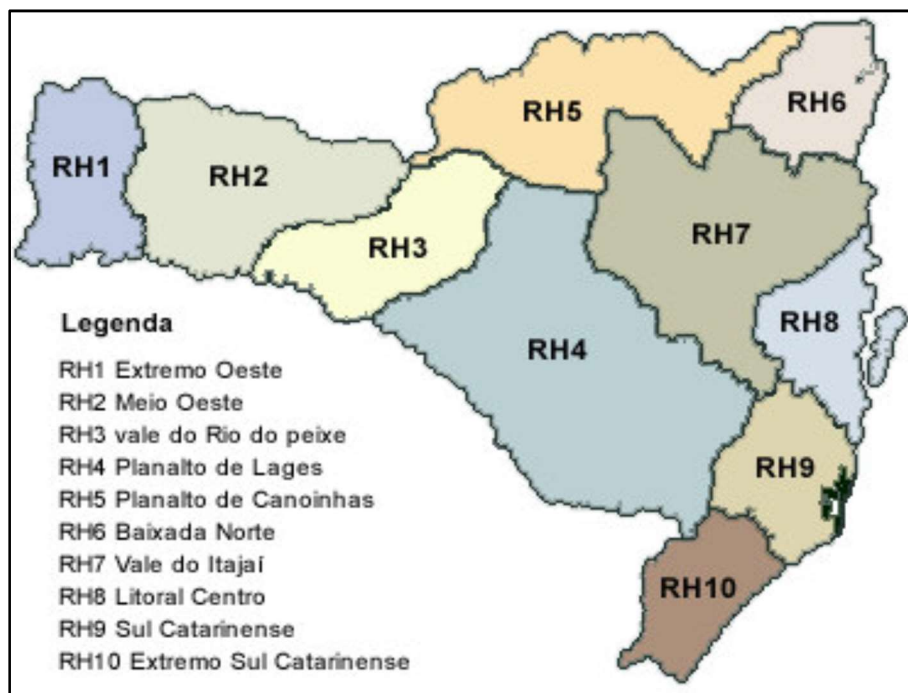 RH6
RH5
RH1
RH2
RH7
RH3
RH8
RH4
RH9
RH10
Legenda
RH1 Extremo Oeste
RH2 Meio Oeste
RH3 vale do Rio do peixe
RH4 Planalto de Lages
RH5 Planalto de Canoinhas
RH6 Baixada Norte
RH7 Vale do Itajaí
RH8 Litoral Centro
RH9 Sul Catarinense
RH10 Extremo Sul Catarinense